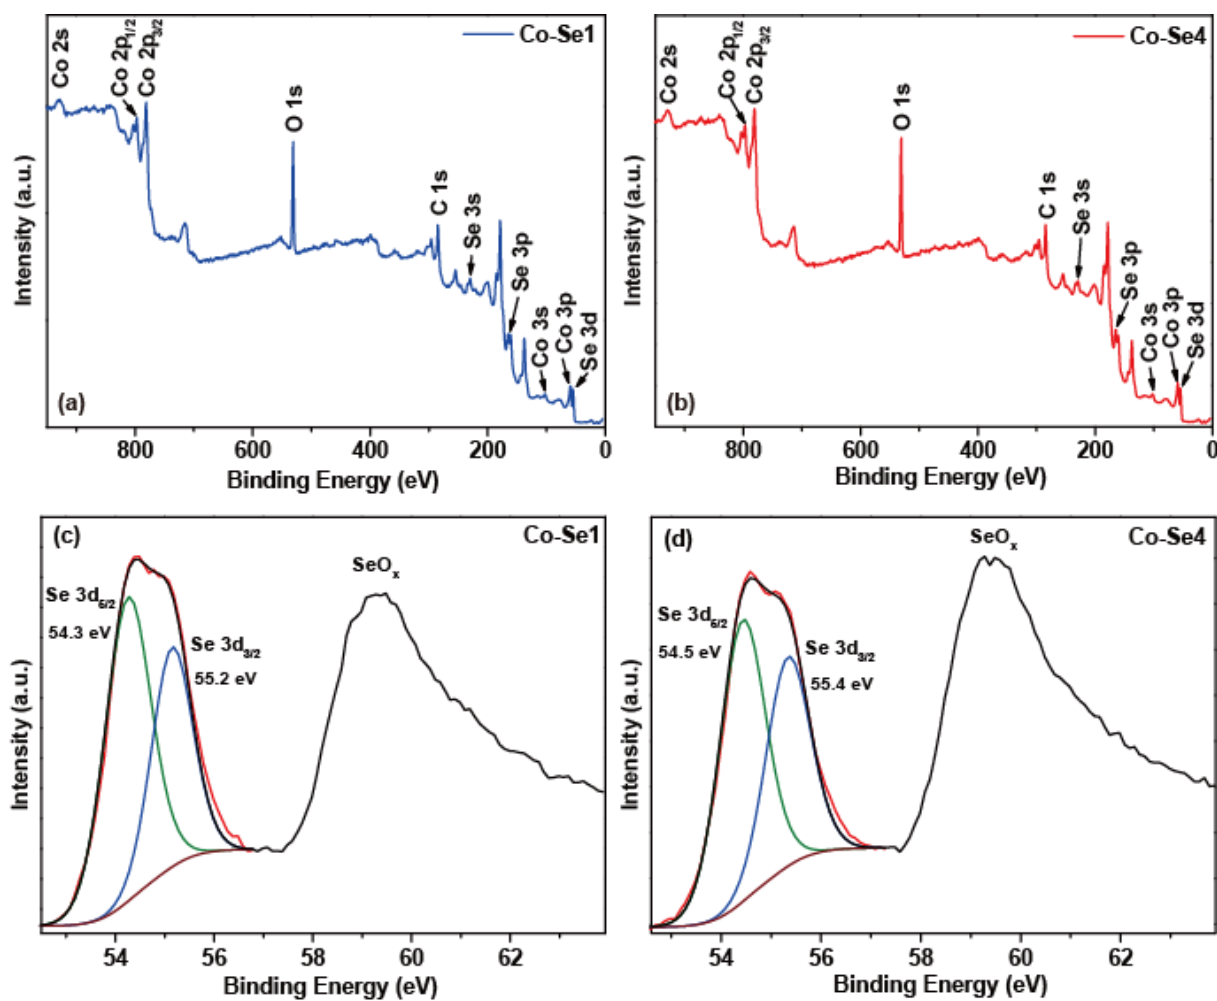 Co-Se1
Co 2s
Co 2p1/2
Co 2p3/2
O 1s
C 1s
Se 3s
Se 3p
Co 3s
Co 3p
Se 3d
(a)
Intensity (a.u.)
800 600 400 200 0
Binding Energy (eV)
Co-Se4
Co 2s
Co 2p1/2
Co 2p3/2
O 1s
C 1s
Se 3s
Se 3p
Co 3s
Co 3p
Se 3d
(b)
Intensity (a.u.)
800 600 400 200 0
Binding Energy (eV)
(c)
Co-Se1
SeOx
Se 3d5/2
54.3 eV
Se 3d3/2
55.2 eV
Intensity (a.u.)
54 56 58 60 62
Binding Energy (eV)
(d)
Co-Se4
SeOx
Se 3d5/2
54.5 eV
Se 3d3/2
55.4 eV
Intensity (a.u.)
54 56 58 60 62
Binding Energy (eV)